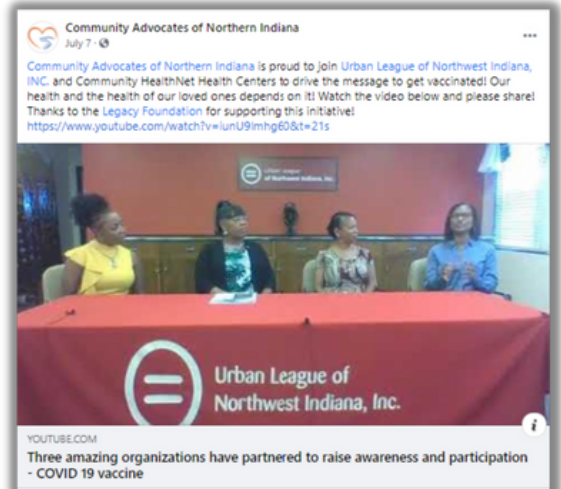 Community Advocates of Northern Indiana
July 7 ·
Community Advocates of Northern Indiana is proud to join Urban League of Northwest Indiana,
INC. and Community HealthNet Health Centers to drive the message to get vaccinated! Our
health and the health of our loved ones depends on it! Watch the video below and please share!
Thanks to the Legacy Foundation for supporting this initiative!
https://www.youtube.com/watch?v=iunU9lmhg60&t=21s
Urban League
of Northwest Indiana, Inc.
Urban League of
Northwest Indiana, Inc.
YOUTUBE.COM
Three amazing organizations have partnered to raise awareness and participation
- COVID 19 vaccine